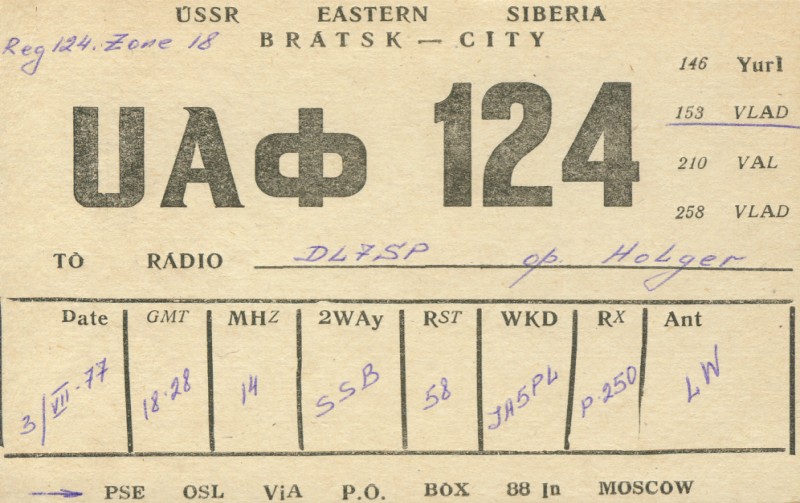 USSR EASTERN SIBERIA
Reg 124. Zone 18
BRATSK — CITY
UAФ 124
146 YurI
153 VLAD
210 VAL
258 VLAD
TO RADIO DL7SP op. Holger
Date GMT MHZ 2WAy RST WKD RX Ant
3/VII-77 18·28 14 SSB 58 JA5PL P-250 LW
→ PSE OSL ViA P.O. BOX 88 In MOSCOW